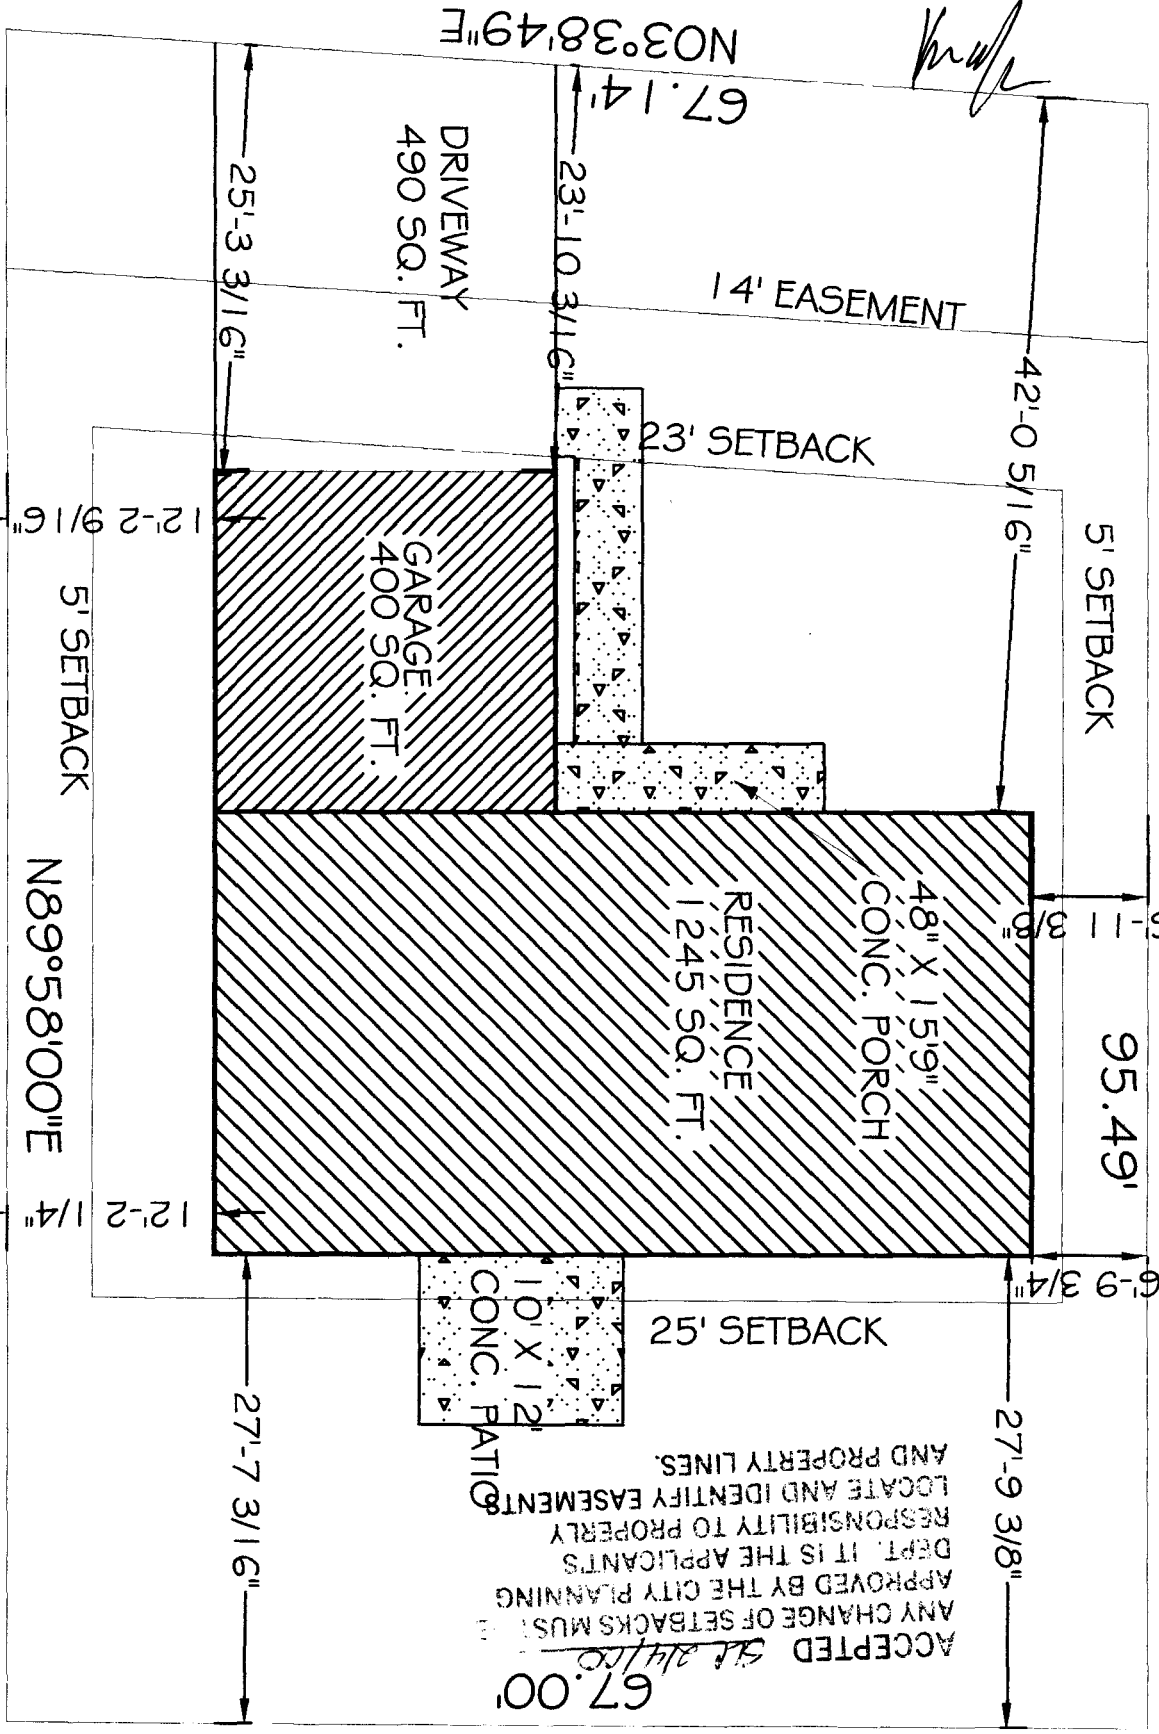 N03°38'49"E
67.14'
DRIVEWAY
490 SQ. FT.
25'-3 3/16"
23'-10 3/16"
14' EASEMENT
42'-0 5/16"
23' SETBACK
5' SETBACK
12'-2 9/16"
5' SETBACK
GARAGE
400 SQ. FT.
48" X 15'9"
CONC. PORCH
RESIDENCE
1245 SQ. FT.
-11 3/8"
95.49'
N89°58'00"E
12'-2 1/4"
6'-9 3/4"
10' X 12'
CONC. PATIO
25' SETBACK
27'-7 3/16"
27'-9 3/8"
67.00'
ACCEPTED 2/4/00
ANY CHANGE OF SETBACKS MUST
APPROVED BY THE CITY PLANNING
DEPT. IT IS THE APPLICANT'S
RESPONSIBILITY TO PROPERLY
LOCATE AND IDENTIFY EASEMENTS
AND PROPERTY LINES.